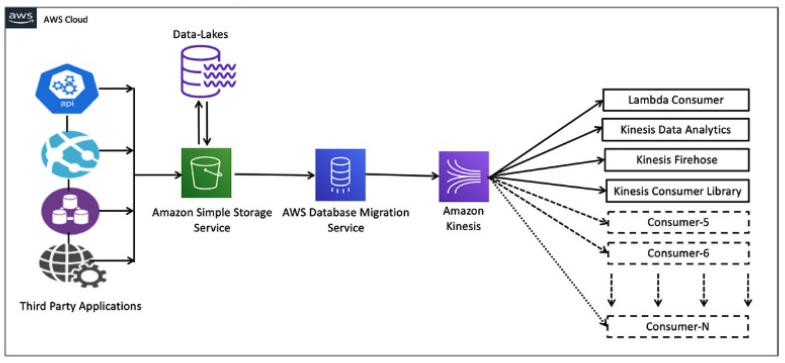 aws
AWS Cloud
Data-Lakes
api
Amazon Simple Storage
Service
AWS Database Migration
Service
Amazon
Kinesis
Third Party Applications
Lambda Consumer
Kinesis Data Analytics
Kinesis Firehose
Kinesis Consumer Library
Consumer-5
Consumer-6
Consumer-N